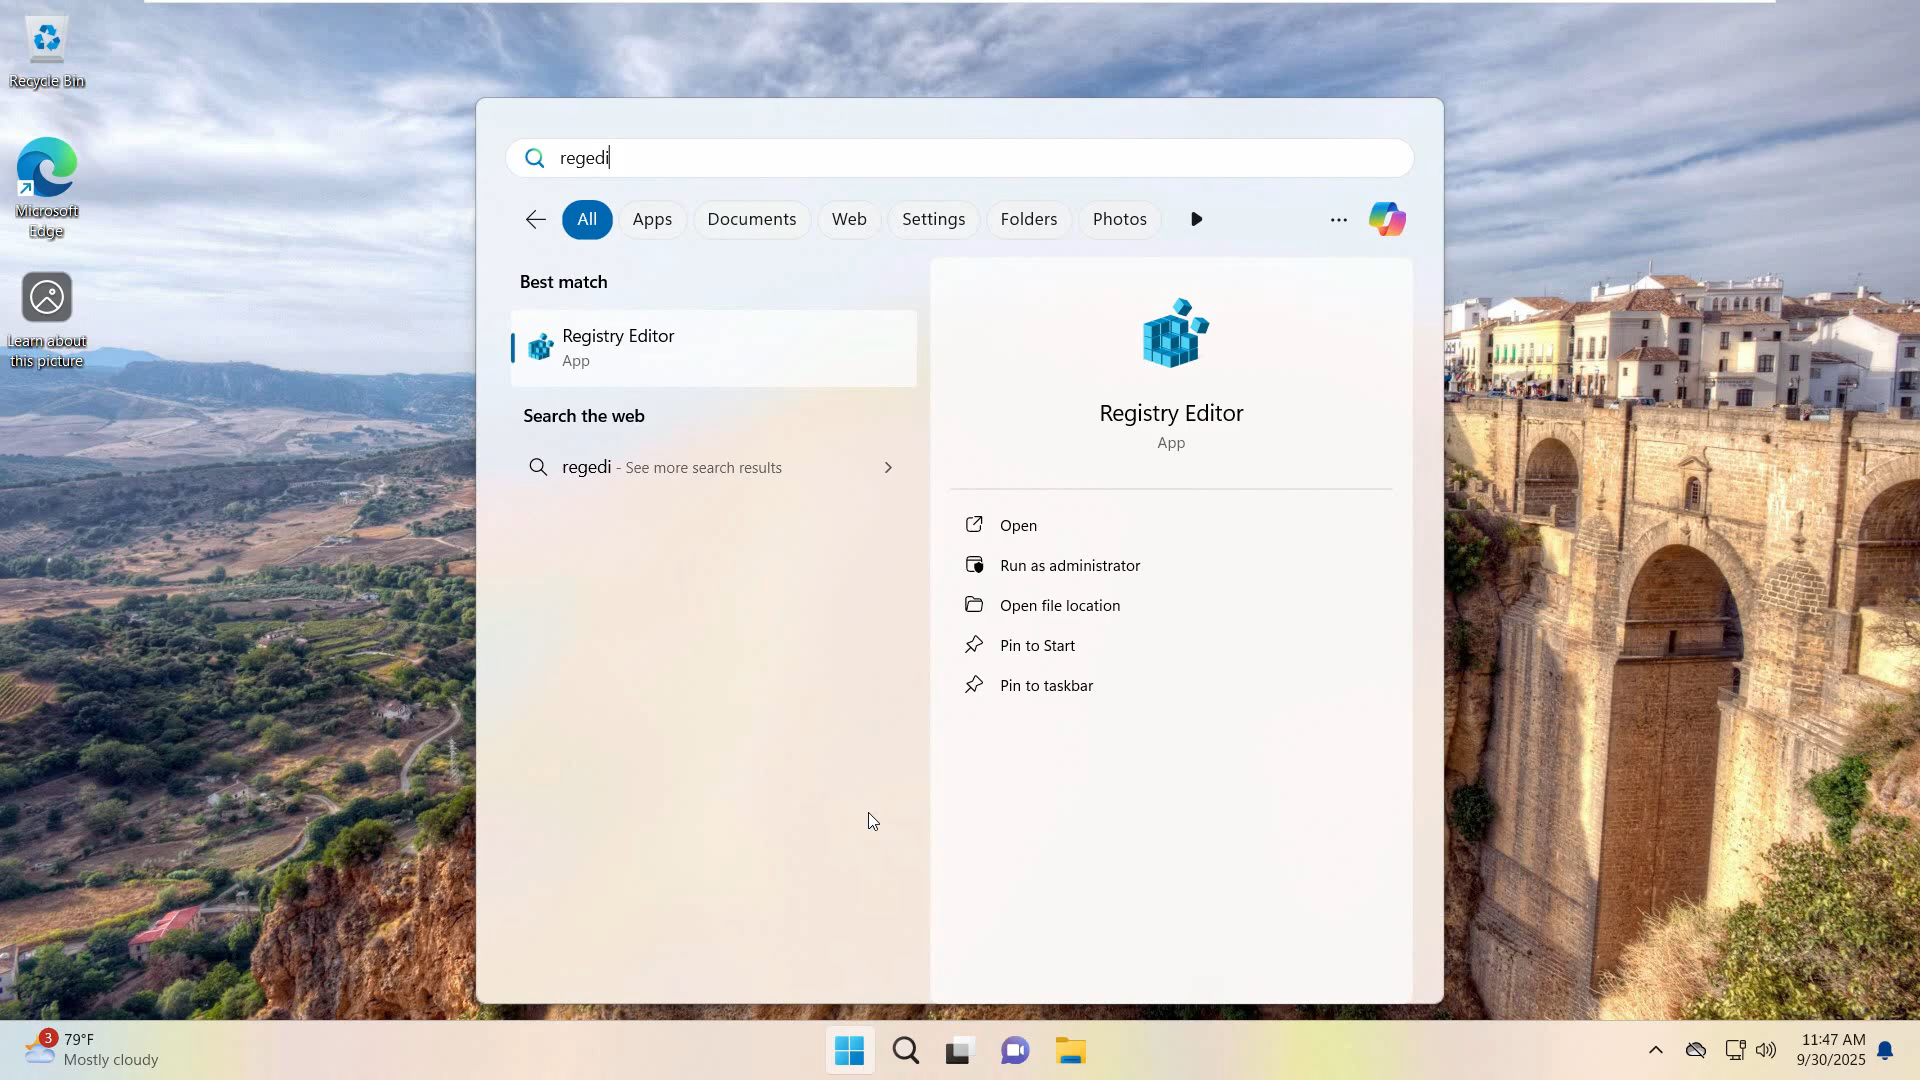 Recycle Bin
Microsoft
Edge
Learn about
this picture
regedi
All
Apps
Documents
Web
Settings
Folders
Photos
Best match
Registry Editor
App
Search the web
regedi - See more search results
Registry Editor
App
Open
Run as administrator
Open file location
Pin to Start
Pin to taskbar
3
79°F
Mostly cloudy
11:47 AM
9/30/2025